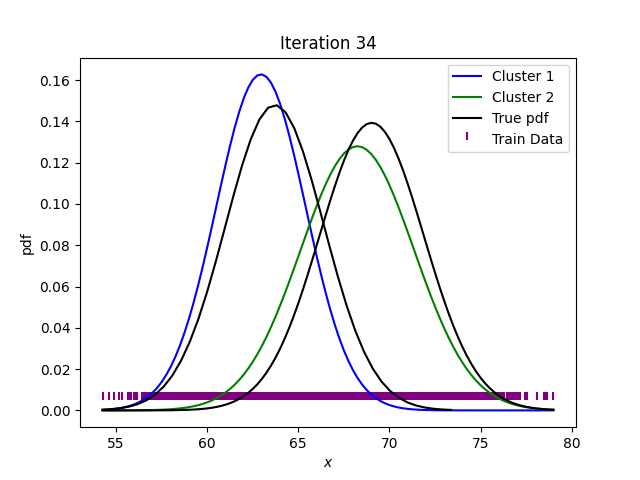 Iteration 34
Cluster 1
Cluster 2
True pdf
Train Data
pdf
0.16
0.14
0.12
0.10
0.08
0.06
0.04
0.02
0.00
55 60 65 70 75 80
x